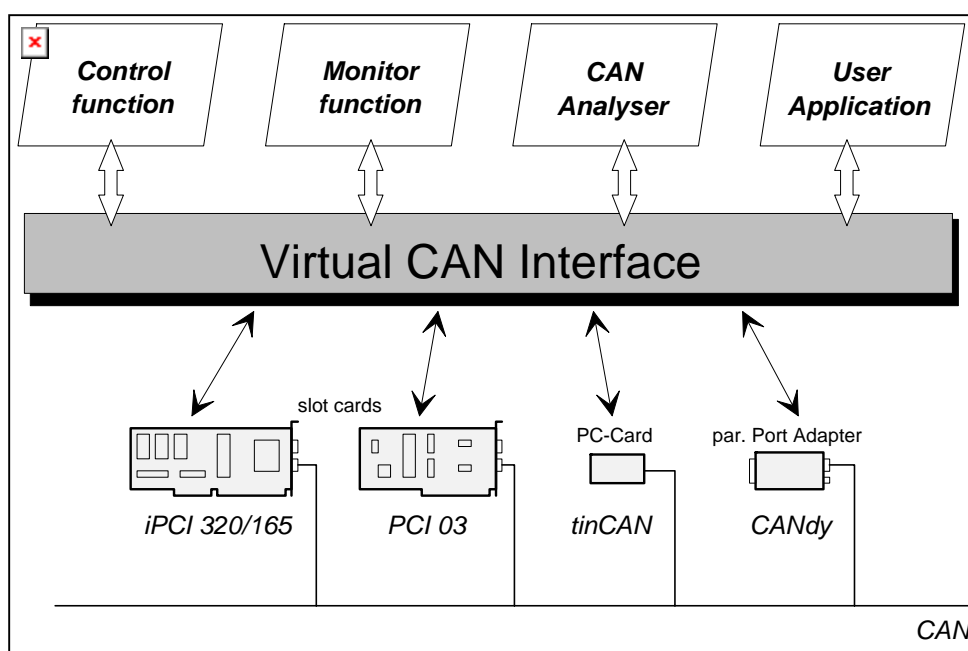 Control
function
Monitor
function
CAN
Analyser
User
Application
Virtual CAN Interface
slot cards
PC-Card
par. Port Adapter
iPCI 320/165
PCI 03
tinCAN
CANdy
CAN